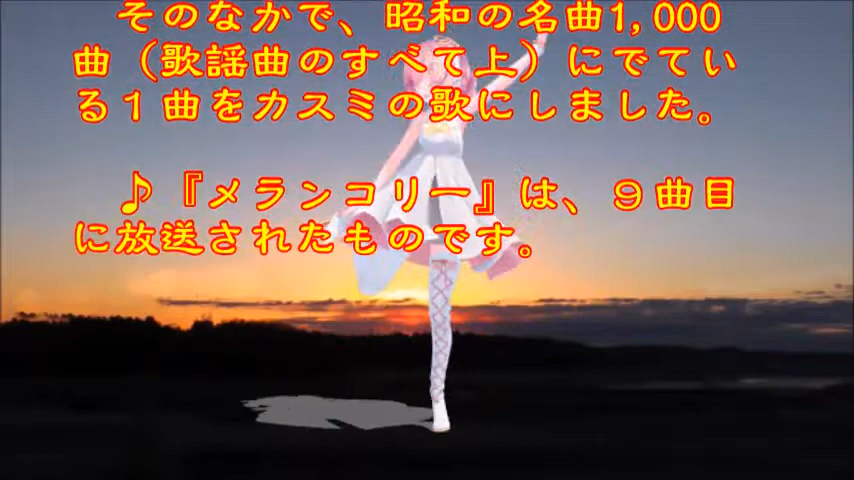 そのなかで、昭和の名曲1,000
曲（歌謡曲のすべて上）にでてい
る１曲をカスミの歌にしました。
♪『メランコリー』は、９曲目
に放送されたものです。